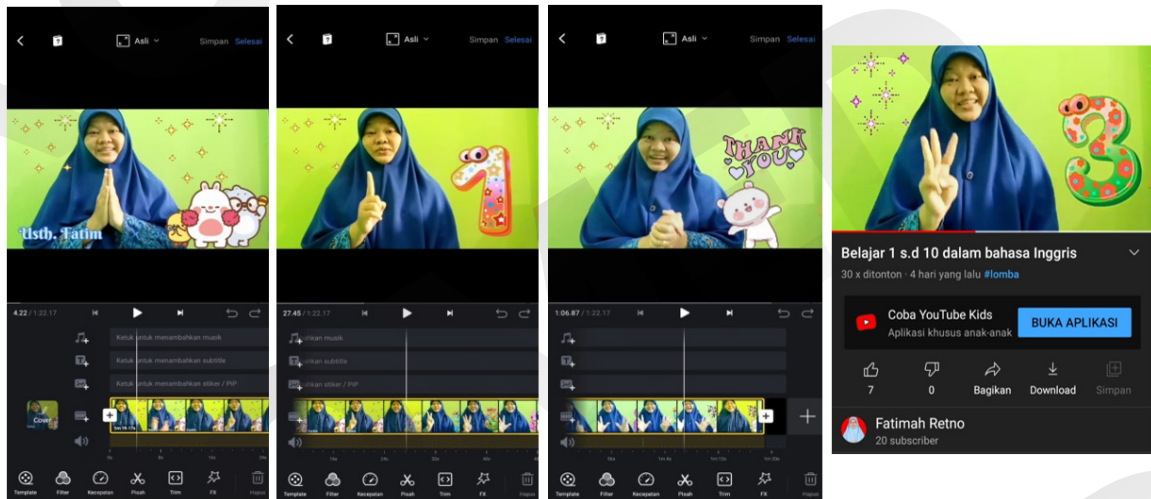 Asli
Simpan Selesai
Usth. Fatim
4.22 / 1:22.17
Ketuk untuk menambahkan musik
Ketuk untuk menambahkan subtitle
Ketuk untuk menambahkan stiker / PiP
Cover
Template Filter Kecepatan Pisah Trim FX Hapus
Asli
Simpan Selesai
1
27.45 / 1:22.17
Template Filter Kecepatan Pisah Trim FX Hapus
Asli
Simpan Selesai
THANK
YOU
1:06.87 / 1:22.17
Template Filter Kecepatan Pisah Trim FX Hapus
3
Belajar 1 s.d 10 dalam bahasa Inggris
30 x ditonton · 4 hari yang lalu #lomba
Coba YouTube Kids
Aplikasi khusus anak-anak
BUKA APLIKASI
7 0 Bagikan Download Simpan
Fatimah Retno
20 subscriber